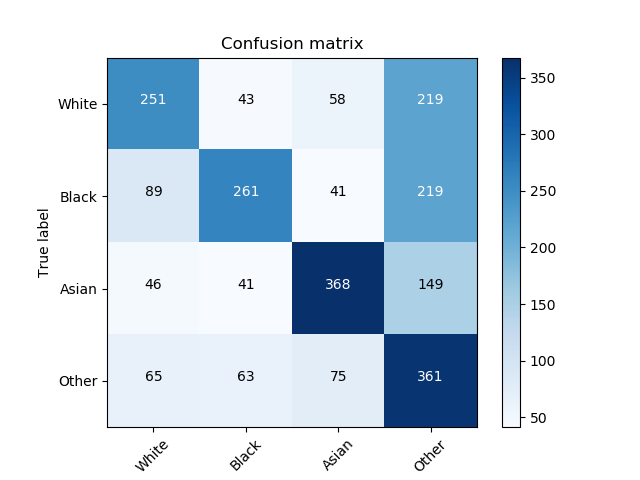 Confusion matrix
True label
White 251 43 58 219
Black 89 261 41 219
Asian 46 41 368 149
Other 65 63 75 361
White Black Asian Other
350
300
250
200
150
100
50